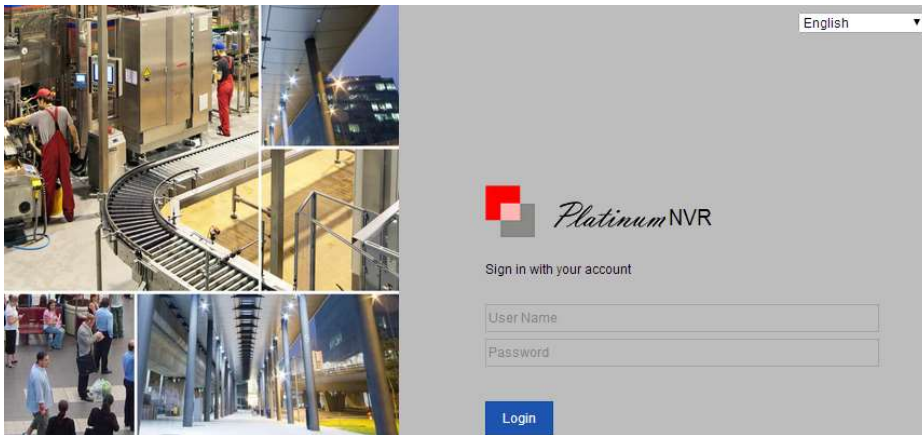 English
Platinum NVR
Sign in with your account
User Name
Password
Login